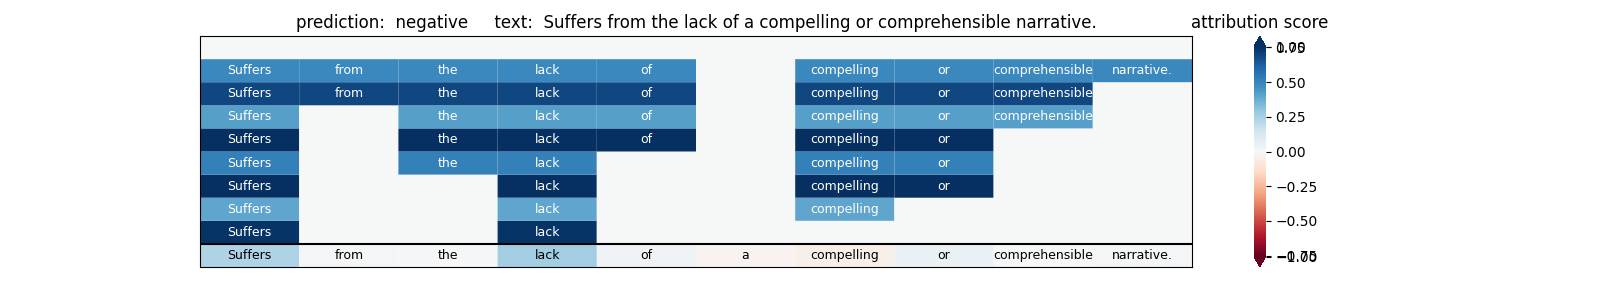 prediction:  negative     text:  Suffers from the lack of a compelling or comprehensible narrative.     attribution score
Suffers from the lack of compelling or comprehensible narrative.
Suffers from the lack of compelling or comprehensible
Suffers the lack of compelling or comprehensible
Suffers the lack of compelling or
Suffers the lack compelling or
Suffers lack compelling or
Suffers lack compelling
Suffers lack
Suffers from the lack of a compelling or comprehensible narrative.
0.50
0.25
0.00
−0.25
−0.50